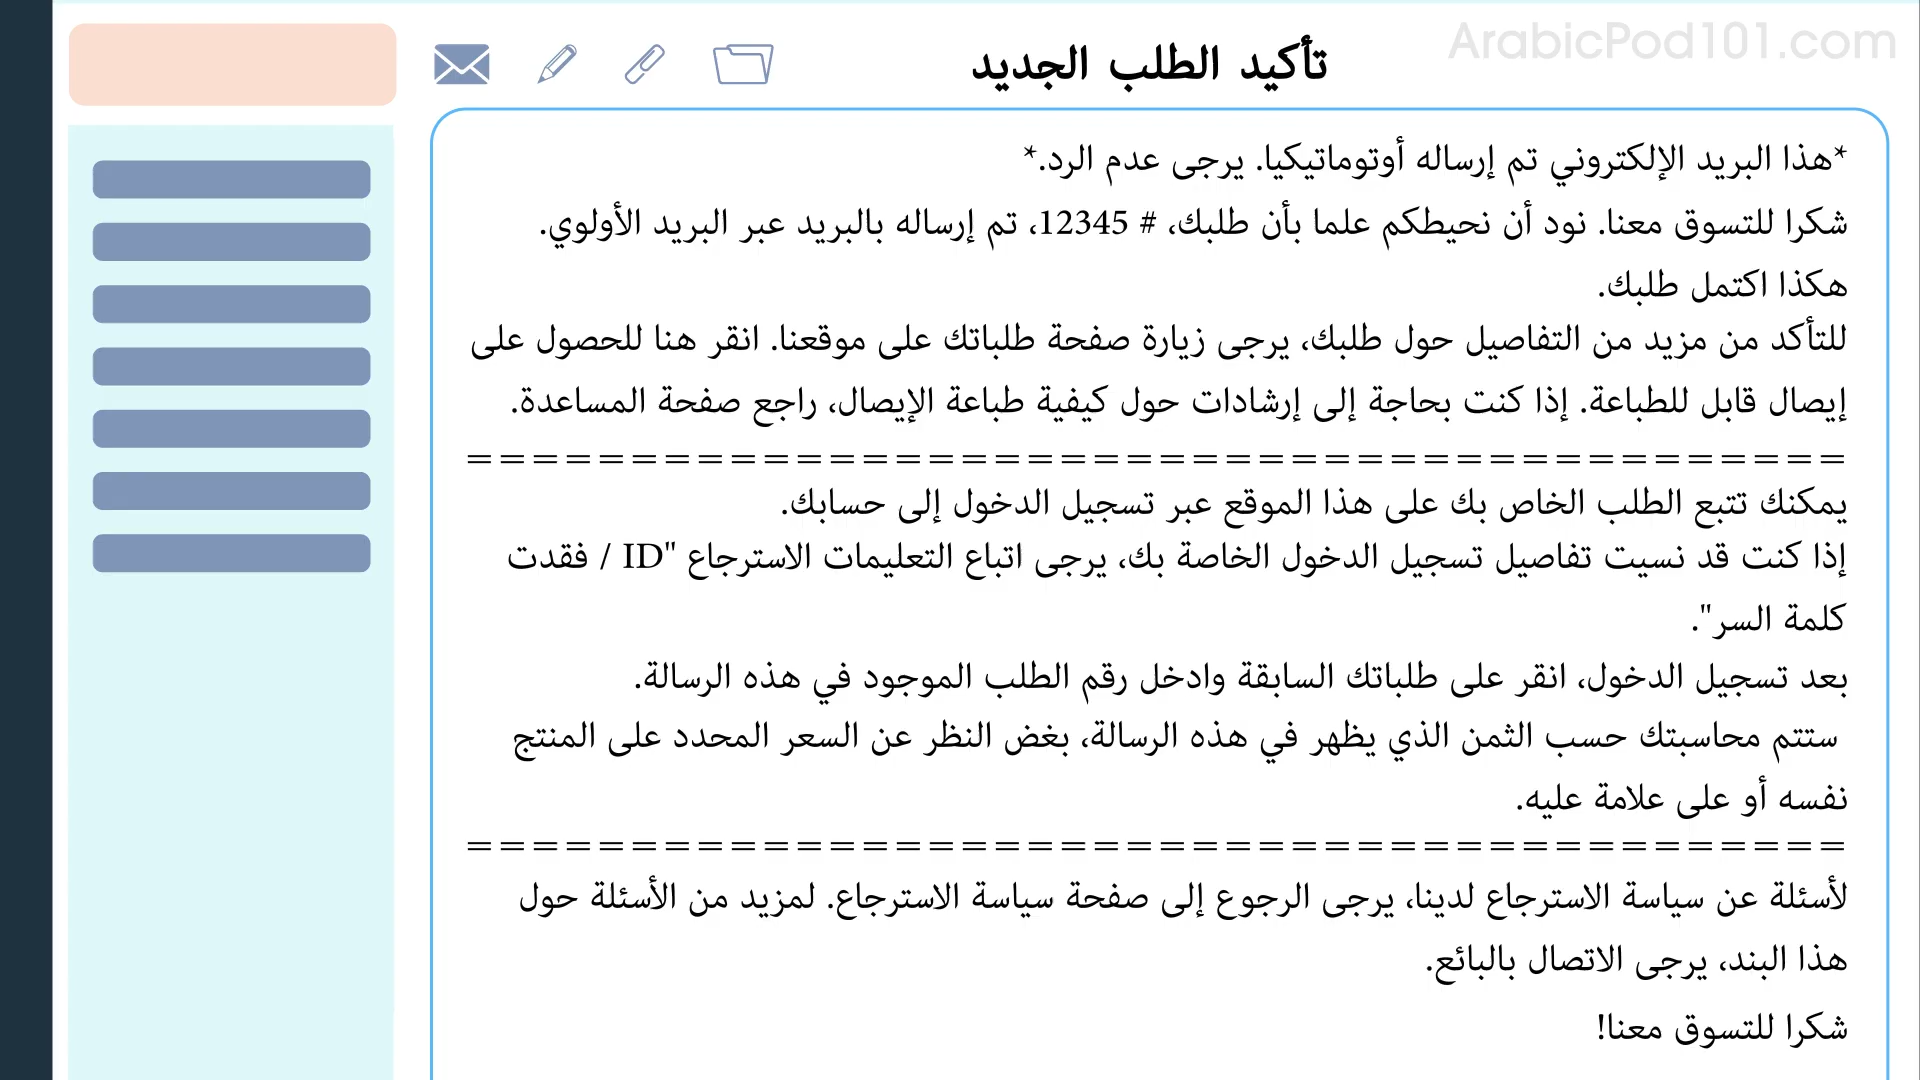 ArabicPod101.com
تأكيد الطلب الجديد
*هذا البريد الإلكتروني تم إرساله أوتوماتيكيا. يرجى عدم الرد.*
شكرا للتسوق معنا. نود أن نحيطكم علما بأن طلبك، # 12345، تم إرساله بالبريد عبر البريد الأولوي.
هكذا اكتمل طلبك.
للتأكد من مزيد من التفاصيل حول طلبك، يرجى زيارة صفحة طلباتك على موقعنا. انقر هنا للحصول على
إيصال قابل للطباعة. إذا كنت بحاجة إلى إرشادات حول كيفية طباعة الإيصال، راجع صفحة المساعدة.
==========================================
يمكنك تتبع الطلب الخاص بك على هذا الموقع عبر تسجيل الدخول إلى حسابك.
إذا كنت قد نسيت تفاصيل تسجيل الدخول الخاصة بك، يرجى اتباع التعليمات الاسترجاع "ID / فقدت
كلمة السر".
بعد تسجيل الدخول، انقر على طلباتك السابقة وادخل رقم الطلب الموجود في هذه الرسالة.
ستتم محاسبتك حسب الثمن الذي يظهر في هذه الرسالة، بغض النظر عن السعر المحدد على المنتج
نفسه أو على علامة عليه.
==========================================
لأسئلة عن سياسة الاسترجاع لدينا، يرجى الرجوع إلى صفحة سياسة الاسترجاع. لمزيد من الأسئلة حول
هذا البند، يرجى الاتصال بالبائع.
شكرا للتسوق معنا!